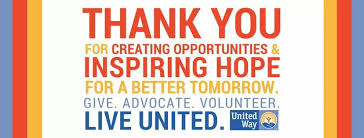 THANK YOU
FOR CREATING OPPORTUNITIES &
INSPIRING HOPE
FOR A BETTER TOMORROW.
GIVE. ADVOCATE. VOLUNTEER.
LIVE UNITED.
United
Way